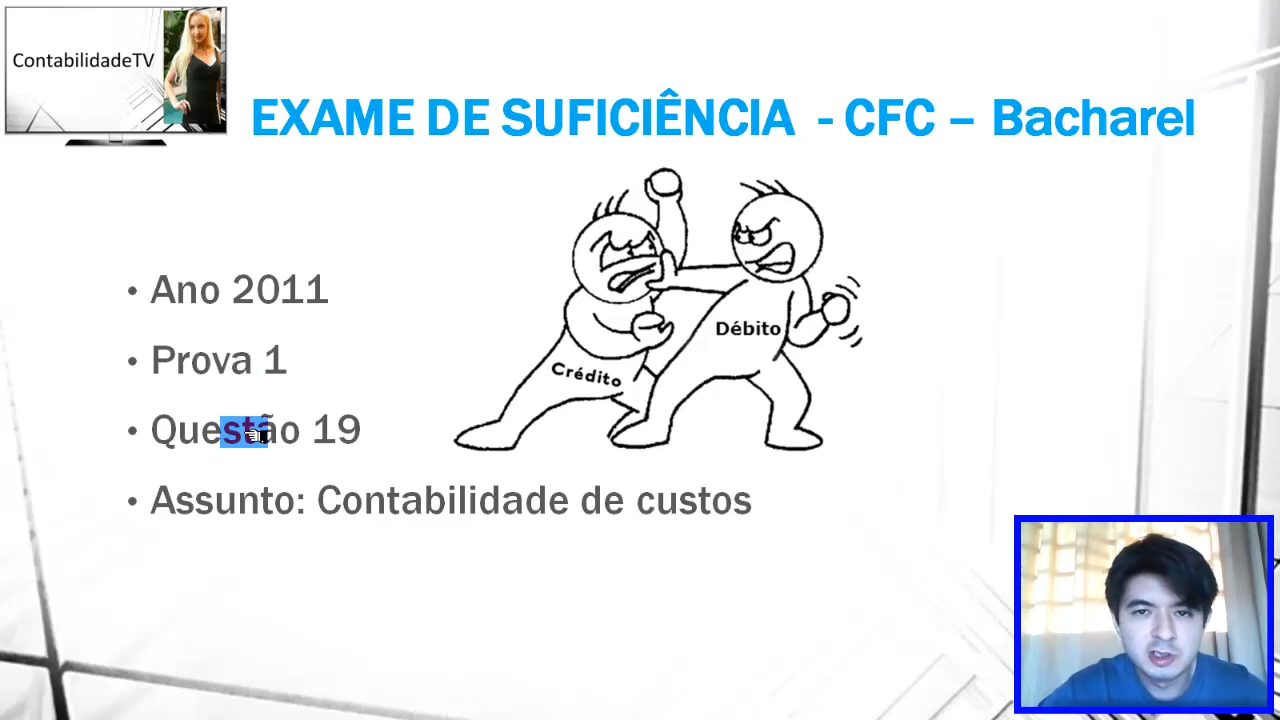 ContabilidadeTV
EXAME DE SUFICIÊNCIA - CFC – Bacharel
• Ano 2011
• Prova 1
• Questão 19
• Assunto: Contabilidade de custos
Crédito
Débito